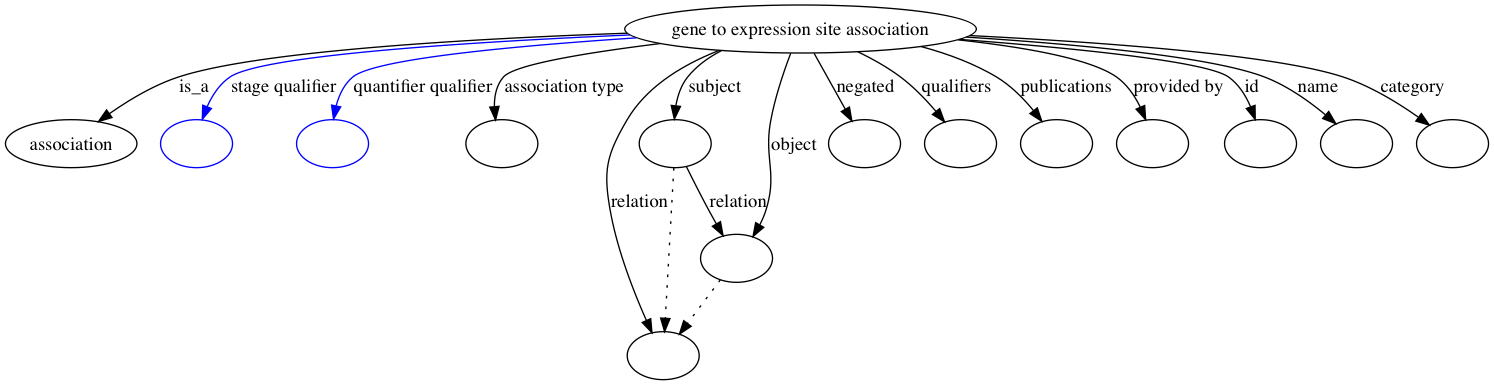 gene to expression site association
is_a
stage qualifier
quantifier qualifier
association type
subject
negated
qualifiers
publications
provided by
id
name
category
association
object
relation
relation